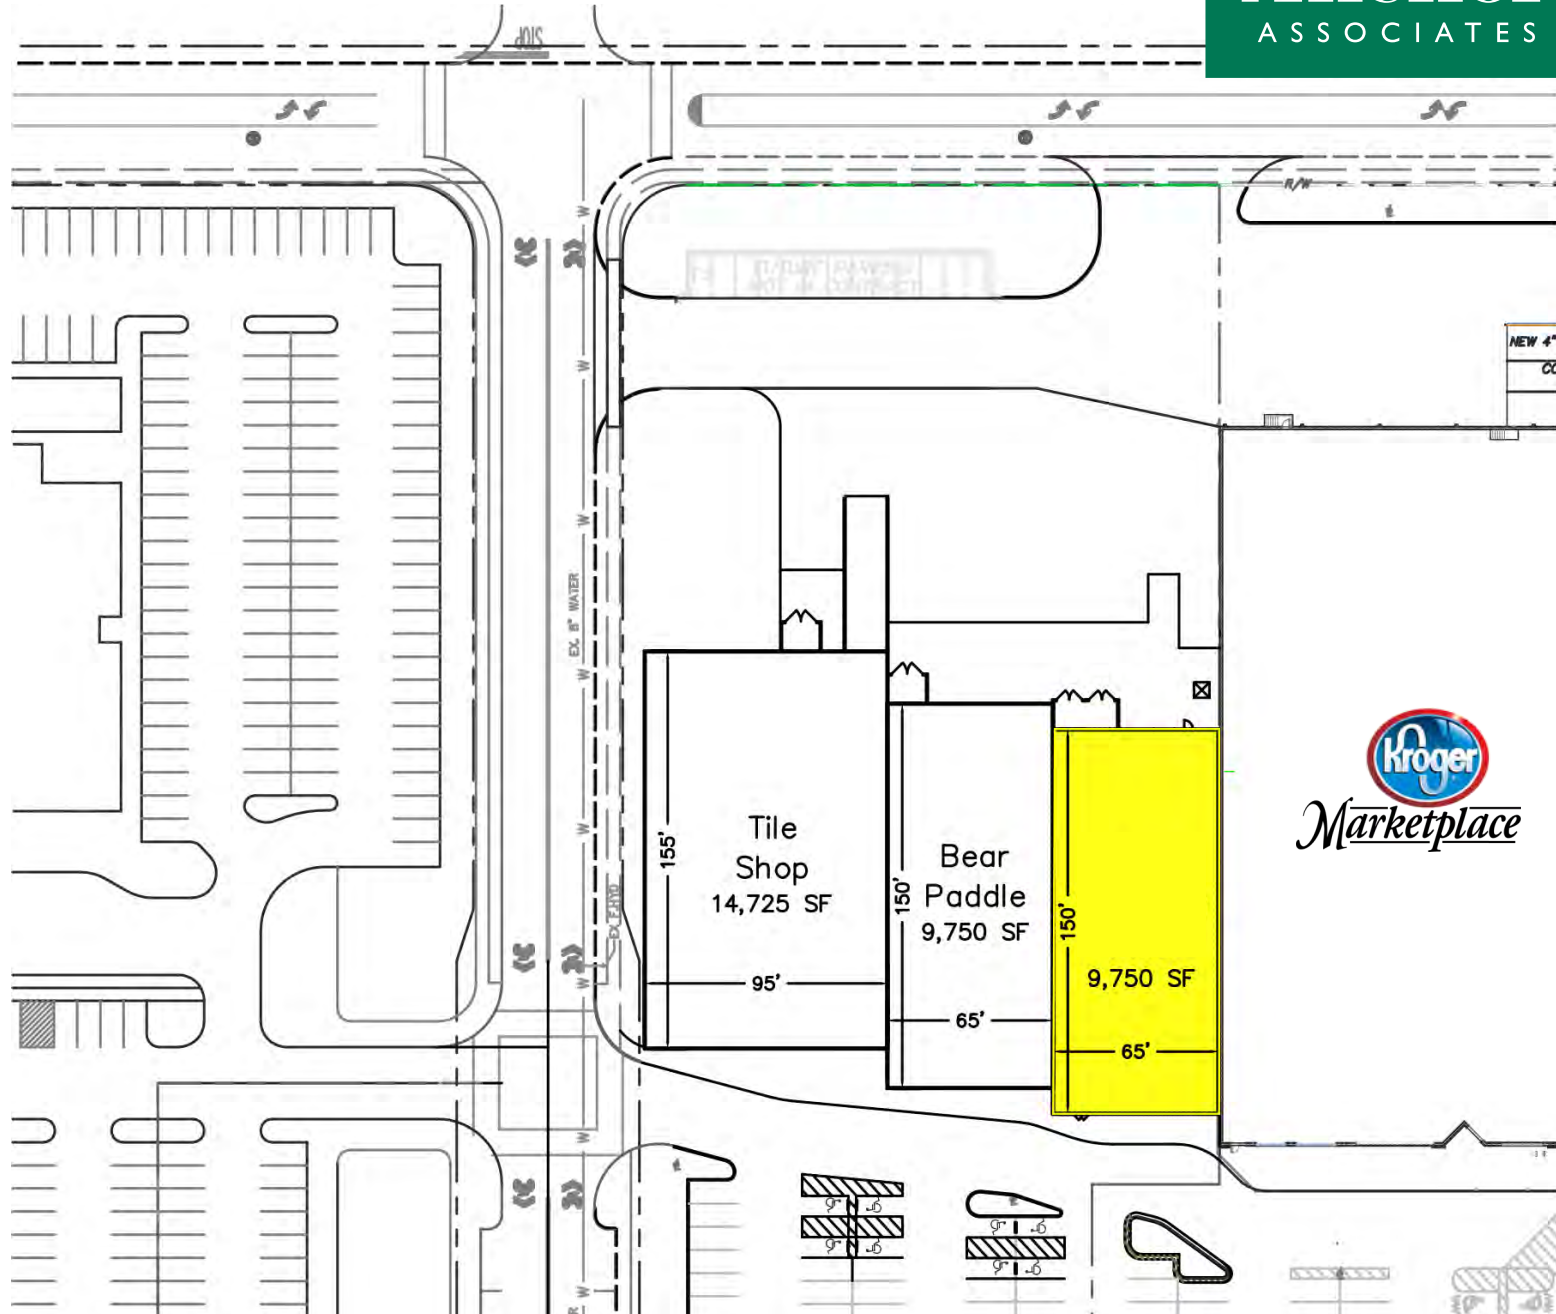 ASSOCIATES
STOP
R/W
NEW 4"
W
W
EX. 8" WATER
W
W
W
Tile
Shop
14,725 SF
155'
95'
Bear
Paddle
9,750 SF
150'
65'
150'
9,750 SF
65'
Kroger
Marketplace
EX. F.HYD
W
W
W
W